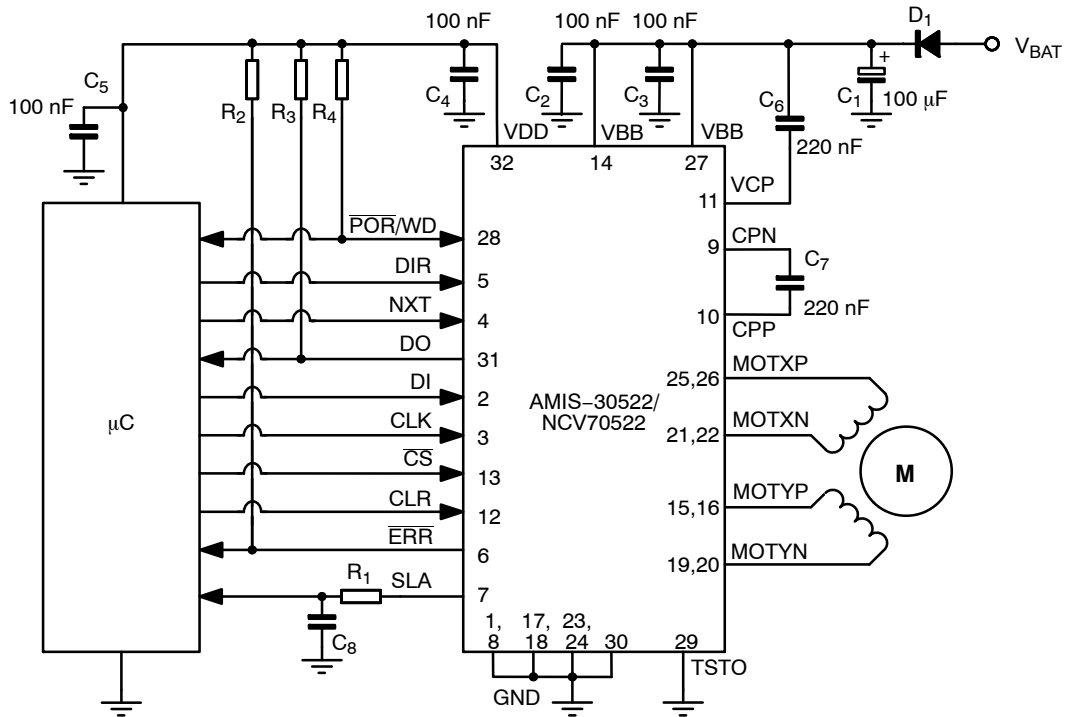 100 nF
100 nF
100 nF
D1
VBAT
C5
100 nF
R2
R3
R4
C4
C2
C3
C6
C1
+
100 µF
220 nF
VDD
VBB
VBB
32
14
27
11
VCP
9
CPN
C7
220 nF
10
CPP
POR/WD
28
DIR
5
NXT
4
DO
31
DI
2
CLK
3
CS
13
CLR
12
ERR
6
R1
SLA
7
C8
µC
AMIS−30522/
NCV70522
25,26
MOTXP
21,22
MOTXN
15,16
MOTYP
19,20
MOTYN
M
1,
8
17,
18
23,
24
30
29
TSTO
GND